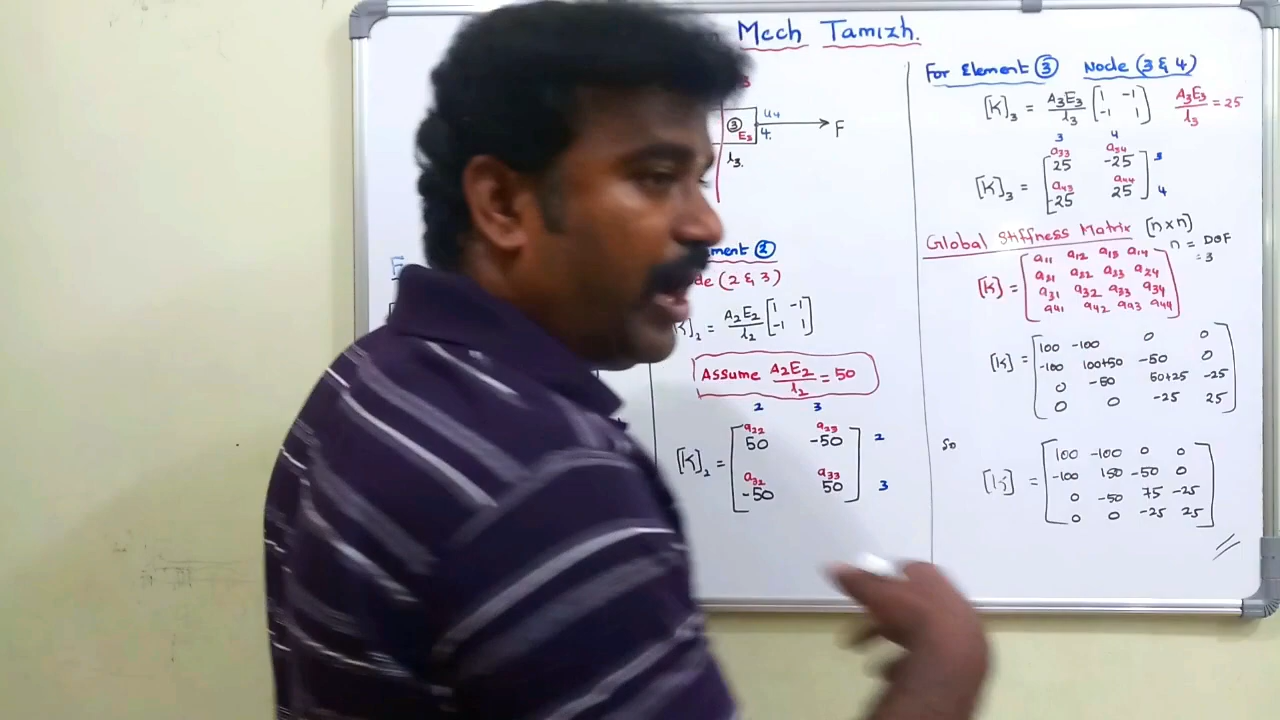 Mech Tamizh.
3
③ E₃ u₄ 4. F
l₃.
F
ment ②
de (2 & 3)
K]₂ = A₂E₂/l₂ [1 -1
-1 1]
Assume A₂E₂/l₂ = 50
2 3
a₂₂ a₂₃
50 -50 2
[K]₂ =
a₃₂ a₃₃
-50 50 3
For Element ③ Node (3 & 4)
[K]₃ = A₃E₃/l₃ [1 -1
-1 1] A₃E₃/l₃ = 25
3 4
a₃₃ a₃₄
25 -25 3
[K]₃ =
a₄₃ a₄₄
-25 25 4
Global Stiffness Matrix [n×n]
n = DOF
= 3
a₁₁ a₁₂ a₁₃ a₁₄
[K] = a₂₁ a₂₂ a₂₃ a₂₄
a₃₁ a₃₂ a₃₃ a₃₄
a₄₁ a₄₂ a₄₃ a₄₄
100 -100 0 0
[K] = -100 100+50 -50 0
0 -50 50+25 -25
0 0 -25 25
So
100 -100 0 0
[K] = -100 150 -50 0
0 -50 75 -25
0 0 -25 25